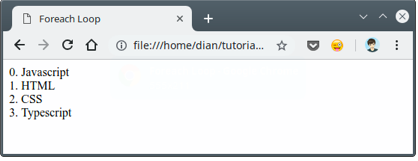 Foreach Loop
file:///home/dian/tutoria...
0. Javascript
1. HTML
2. CSS
3. Typescript